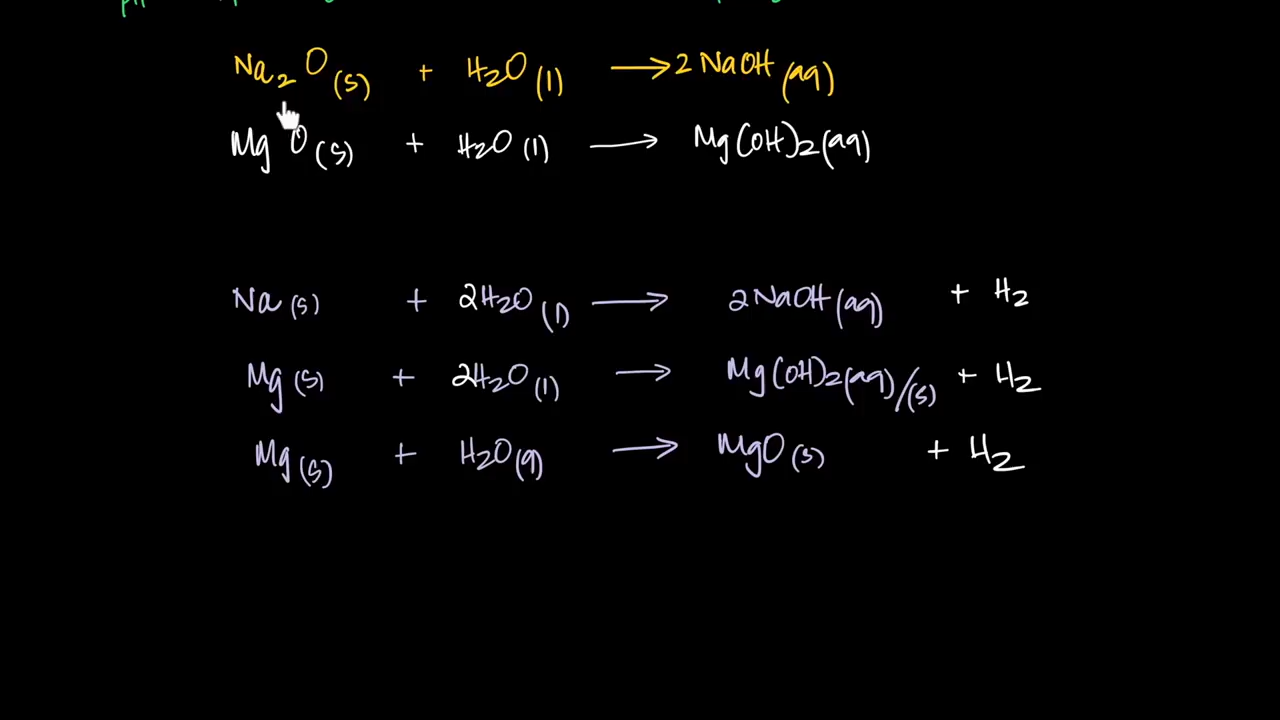 Na₂O(s) + H₂O(l) → 2NaOH(aq)
MgO(s) + H₂O(l) → Mg(OH)₂(aq)
Na(s) + 2H₂O(l) → 2NaOH(aq) + H₂
Mg(s) + 2H₂O(l) → Mg(OH)₂(aq)/(s) + H₂
Mg(s) + H₂O(g) → MgO(s) + H₂